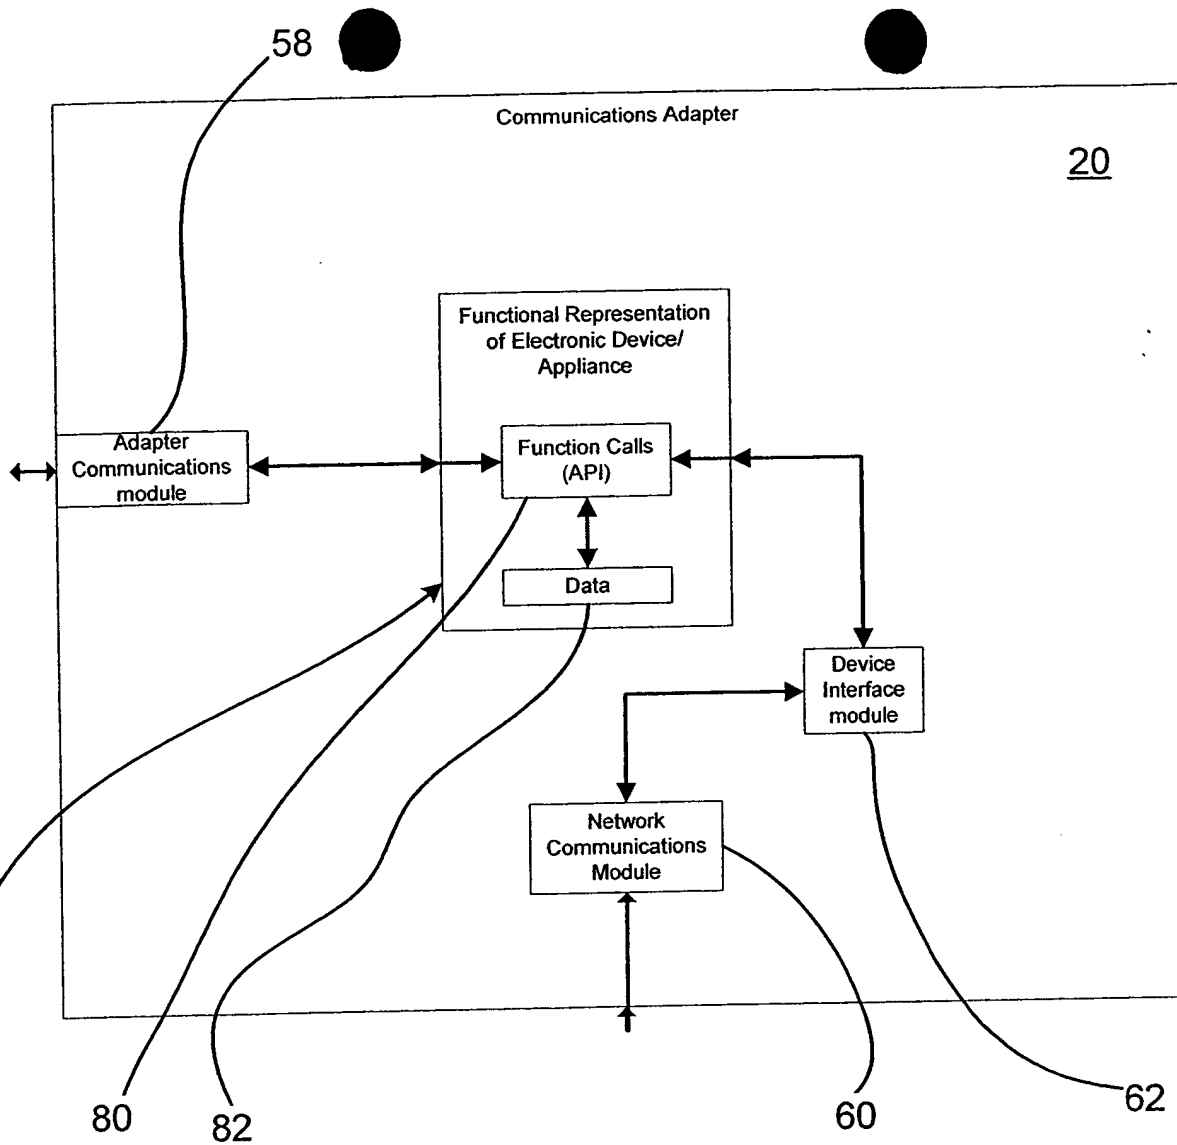 58
Communications Adapter
20
Functional Representation
of Electronic Device/
Appliance
Adapter
Communications
module
Function Calls
(API)
Data
Device
Interface
module
Network
Communications
Module
80
82
60
62